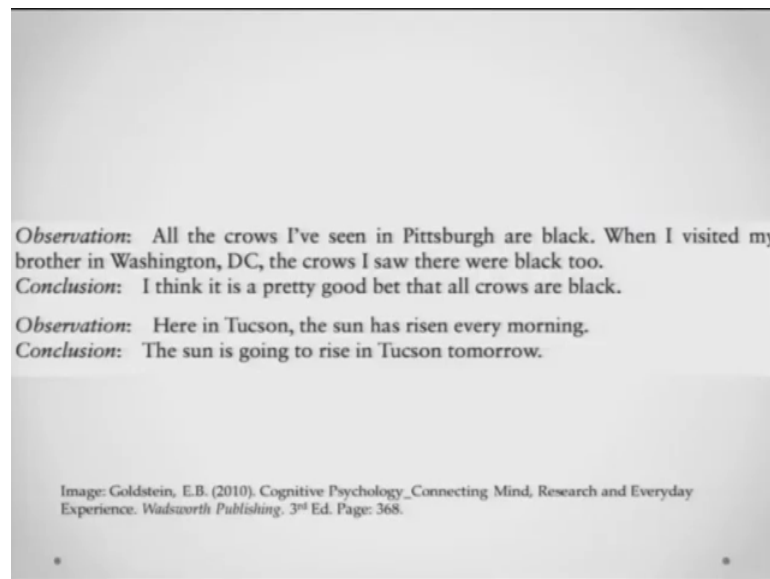 Observation: All the crows I've seen in Pittsburgh are black. When I visited my
brother in Washington, DC, the crows I saw there were black too.
Conclusion: I think it is a pretty good bet that all crows are black.
Observation: Here in Tucson, the sun has risen every morning.
Conclusion: The sun is going to rise in Tucson tomorrow.
Image: Goldstein, E.B. (2010). Cognitive Psychology_Connecting Mind, Research and Everyday
Experience. Wadsworth Publishing. 3rd Ed. Page: 368.